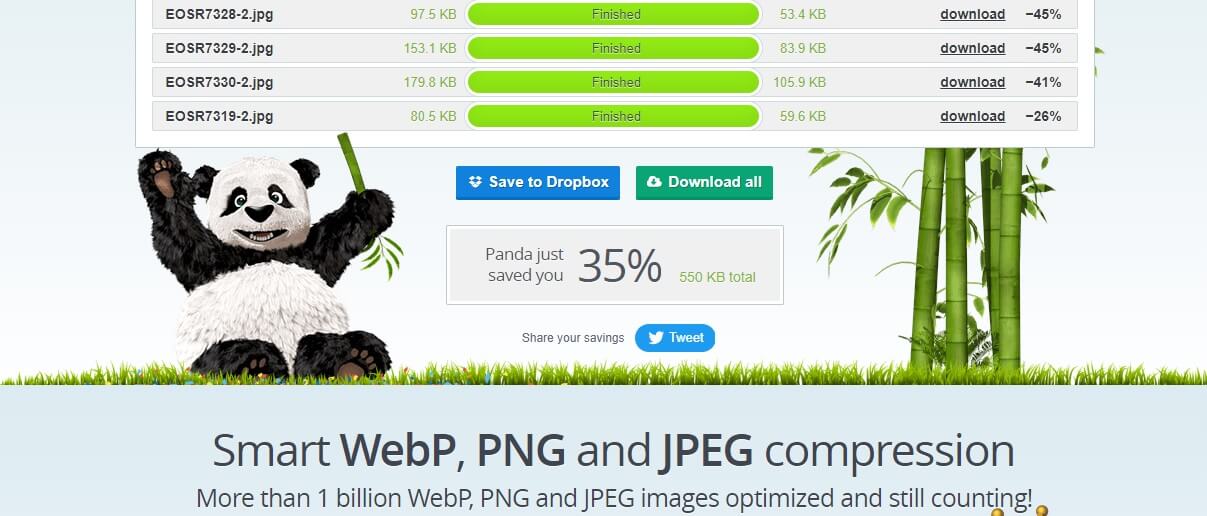 EOSR7328-2.jpg 97.5 KB Finished 53.4 KB download −45%
EOSR7329-2.jpg 153.1 KB Finished 83.9 KB download −45%
EOSR7330-2.jpg 179.8 KB Finished 105.9 KB download −41%
EOSR7319-2.jpg 80.5 KB Finished 59.6 KB download −26%
Save to Dropbox Download all
Panda just
saved you 35% 550 KB total
Share your savings Tweet
Smart WebP, PNG and JPEG compression
More than 1 billion WebP, PNG and JPEG images optimized and still counting!